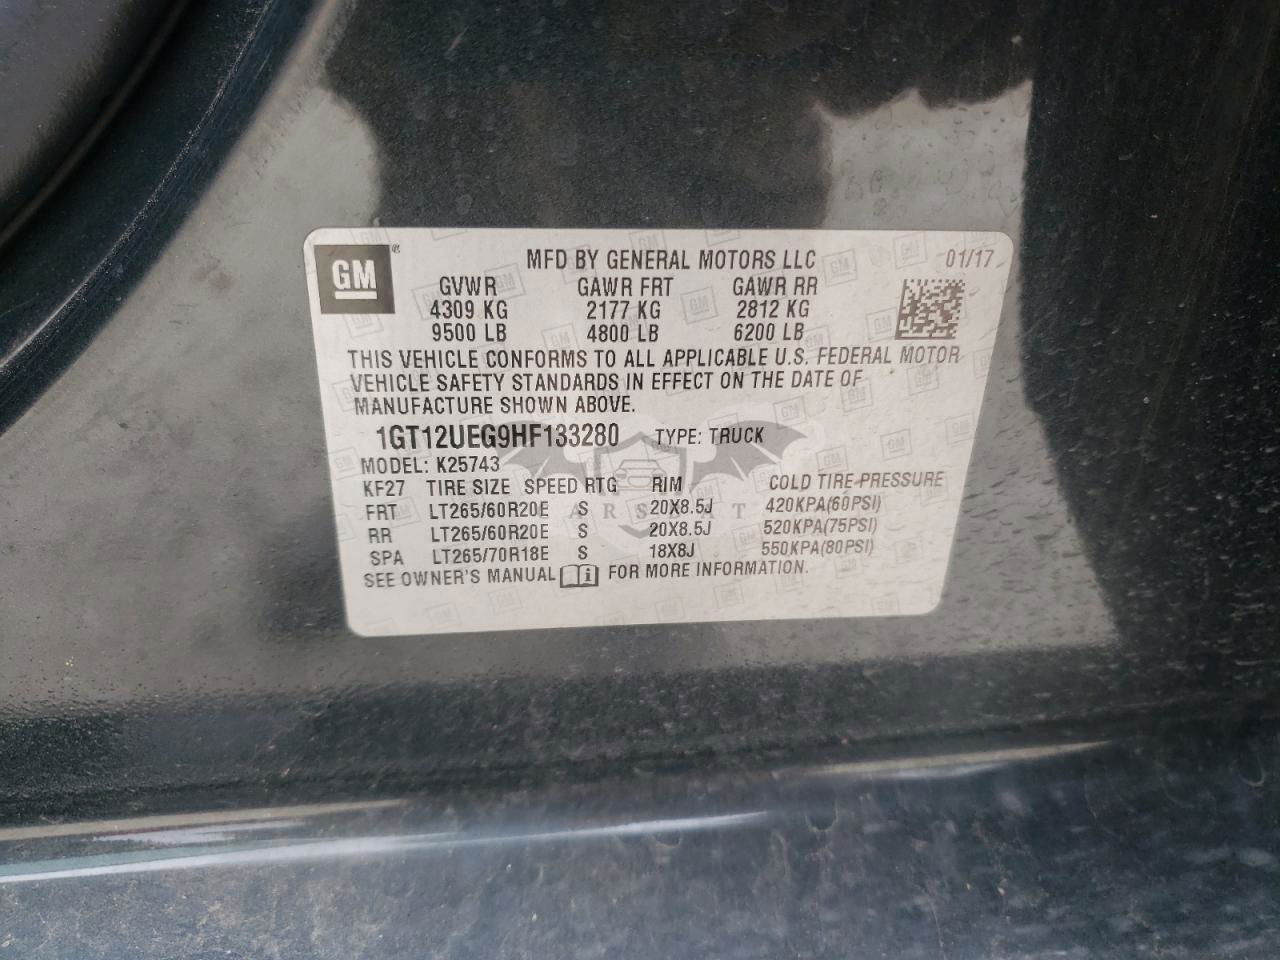 GM ® MFD BY GENERAL MOTORS LLC 01/17
GVWR GAWR FRT GAWR RR
4309 KG 2177 KG 2812 KG
9500 LB 4800 LB 6200 LB
THIS VEHICLE CONFORMS TO ALL APPLICABLE U.S. FEDERAL MOTOR
VEHICLE SAFETY STANDARDS IN EFFECT ON THE DATE OF
MANUFACTURE SHOWN ABOVE.
1GT12UEG9HF133280 TYPE: TRUCK
MODEL: K25743
KF27 TIRE SIZE SPEED RTG RIM COLD TIRE PRESSURE
FRT LT265/60R20E S 20X8.5J 420KPA(60PSI)
RR LT265/60R20E S 20X8.5J 520KPA(75PSI)
SPA LT265/70R18E S 18X8J 550KPA(80PSI)
SEE OWNER'S MANUAL FOR MORE INFORMATION.